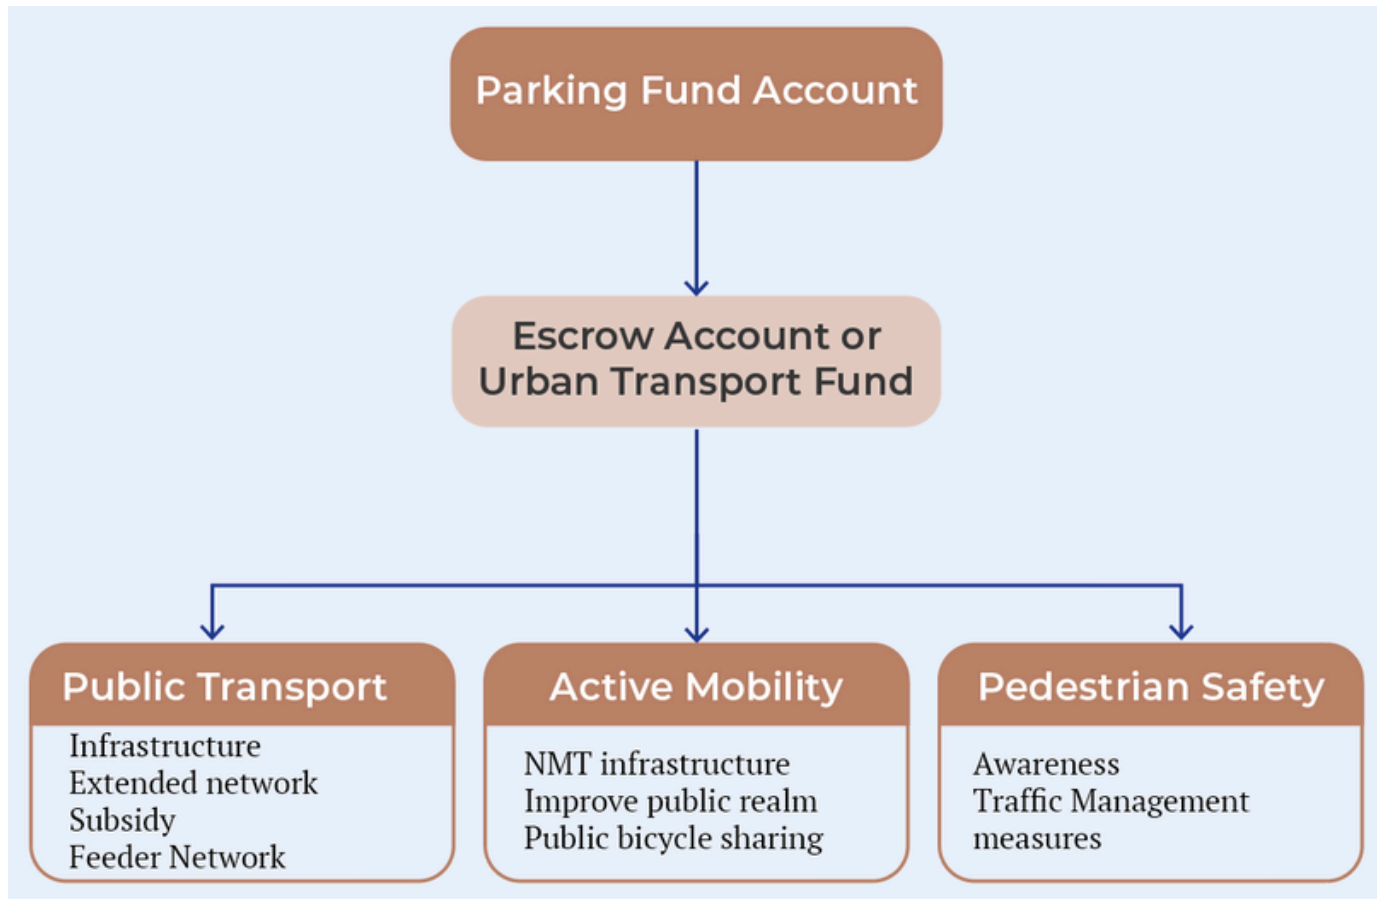 Parking Fund Account
Escrow Account or
Urban Transport Fund
Public Transport
Infrastructure
Extended network
Subsidy
Feeder Network
Active Mobility
NMT infrastructure
Improve public realm
Public bicycle sharing
Pedestrian Safety
Awareness
Traffic Management
measures